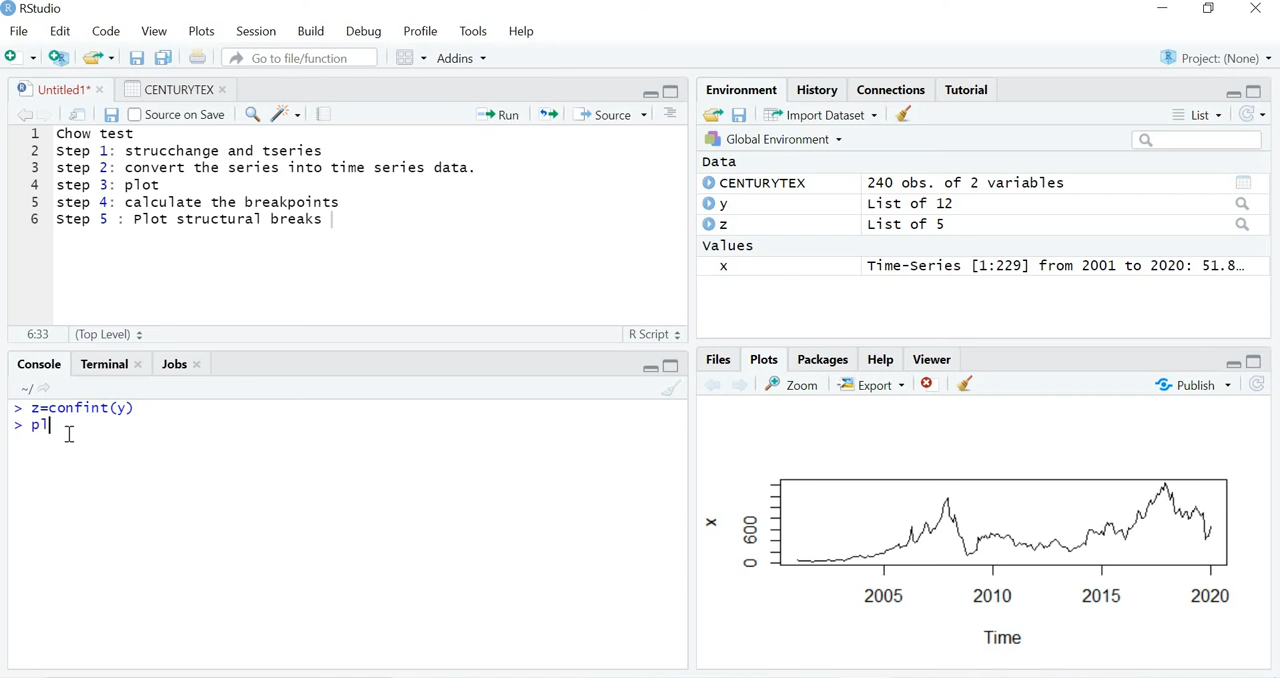 RStudio
File Edit Code View Plots Session Build Debug Profile Tools Help
Go to file/function Addins Project: (None)
Untitled1* CENTURYTEX
Source on Save Run Source
1 Chow test
2 Step 1: strucchange and tseries
3 step 2: convert the series into time series data.
4 step 3: plot
5 step 4: calculate the breakpoints
6 Step 5 : Plot structural breaks
6:33 (Top Level) R Script
Console Terminal Jobs
~/
> z=confint(y)
> pl
Environment History Connections Tutorial
Import Dataset List
Global Environment
Data
CENTURYTEX 240 obs. of 2 variables
y List of 12
z List of 5
Values
x Time-Series [1:229] from 2001 to 2020: 51.8…
Files Plots Packages Help Viewer
Zoom Export Publish
x
0 600
2005 2010 2015 2020
Time